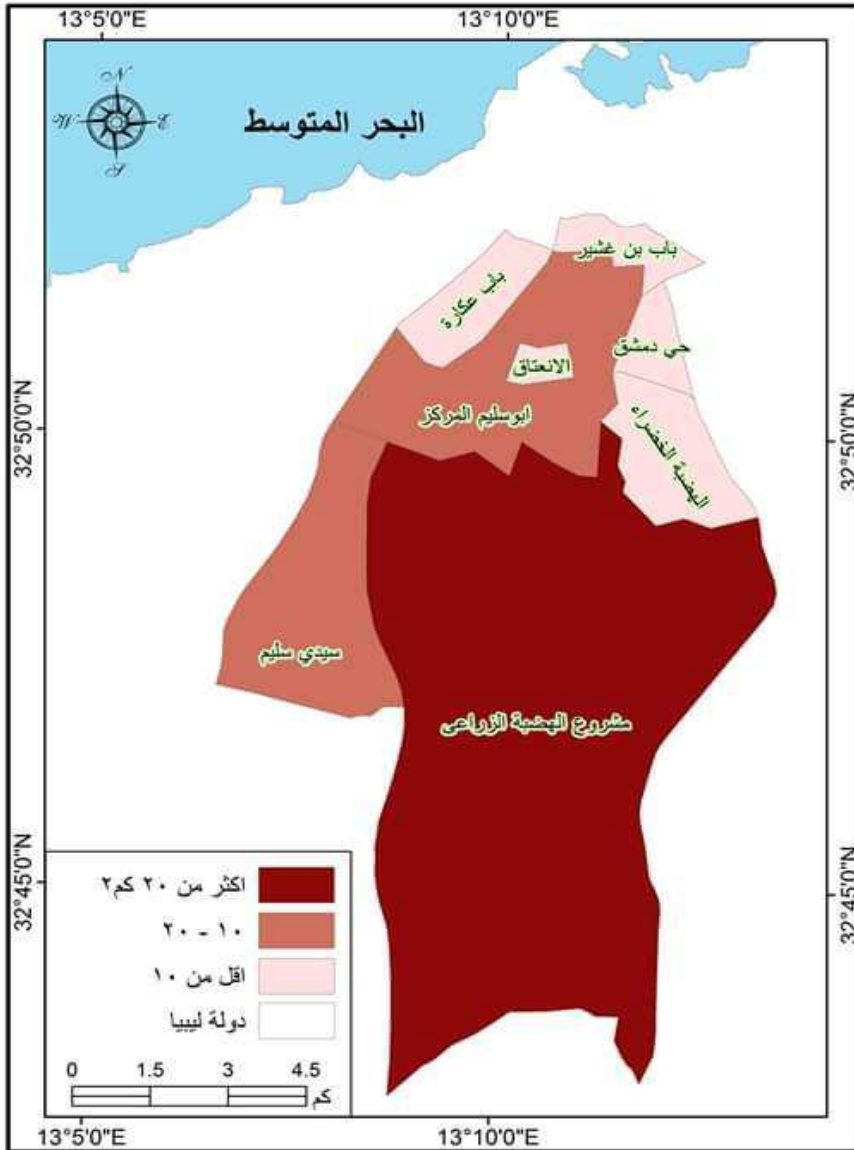 13°5'0"E
13°10'0"E
N
W
E
S
البحر المتوسط
باب بن غشير
باب عكارة
حي دمشق
الانعتاق
ابوسليم المركز
الهضبة الخضراء
32°50'0"N
32°50'0"N
سيدي سليم
مشروع الهضبة الزراعى
32°45'0"N
32°45'0"N
اكثر من ٢٠ كم٢
١٠ - ٢٠
اقل من ١٠
دولة ليبيا
0 1.5 3 4.5
كم
13°5'0"E
13°10'0"E